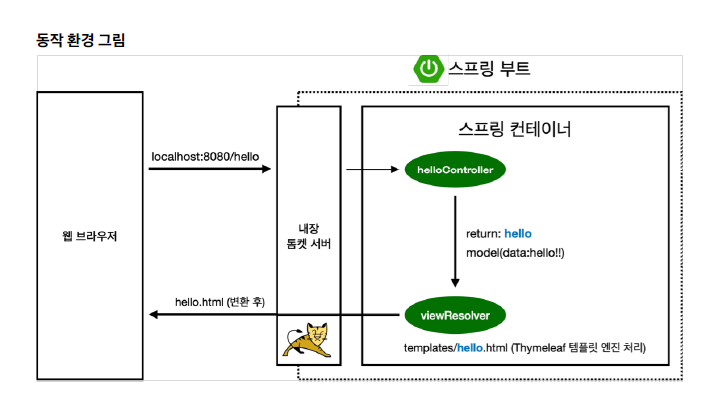 동작 환경 그림
스프링 부트
스프링 컨테이너
localhost:8080/hello
helloController
웹 브라우저
내장
톰켓 서버
return: hello
model(data:hello!!)
hello.html (변환 후)
viewResolver
templates/hello.html (Thymeleaf 템플릿 엔진 처리)